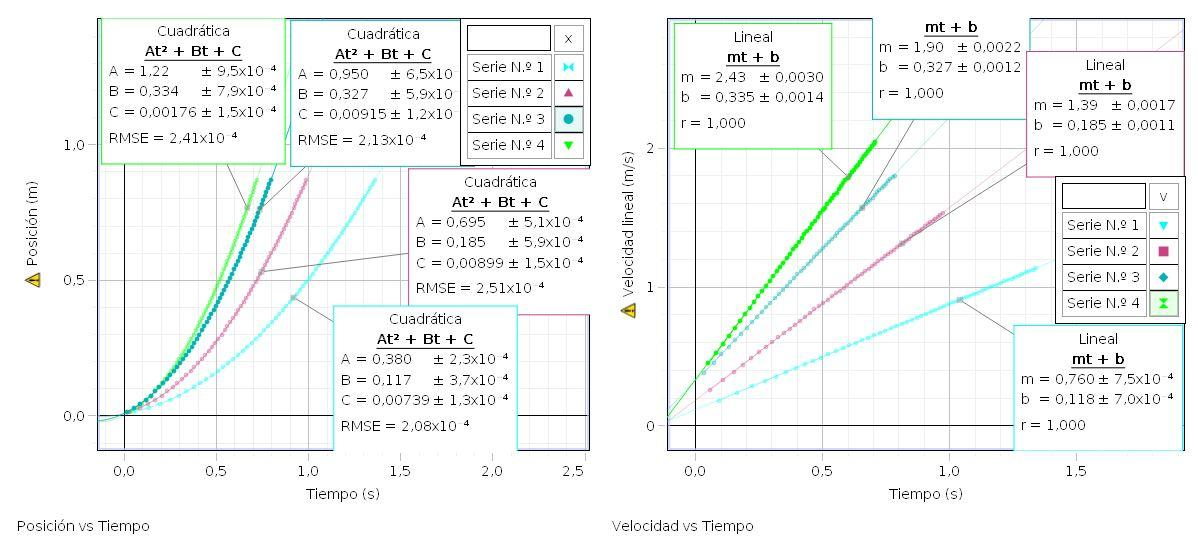 Cuadrática
At² + Bt + C
A = 1,22 ± 9,5x10⁻⁴
B = 0,334 ± 7,9x10⁻⁴
C = 0,00176 ± 1,5x10⁻⁴
RMSE = 2,41x10⁻⁴
Cuadrática
At² + Bt + C
A = 0,950 ± 6,5x10
B = 0,327 ± 5,9x10
C = 0,00915 ± 1,2x10
RMSE = 2,13x10⁻⁴
x
Serie N.º 1
Serie N.º 2
Serie N.º 3
Serie N.º 4
Cuadrática
At² + Bt + C
A = 0,695 ± 5,1x10⁻⁴
B = 0,185 ± 5,9x10⁻⁴
C = 0,00899 ± 1,5x10⁻⁴
RMSE = 2,51x10⁻⁴
Cuadrática
At² + Bt + C
A = 0,380 ± 2,3x10⁻⁴
B = 0,117 ± 3,7x10⁻⁴
C = 0,00739 ± 1,3x10⁻⁴
RMSE = 2,08x10⁻⁴
Posición (m)
1,0
0,5
0,0
0,0 0,5 1,0 1,5 2,0 2,5
Tiempo (s)
Posición vs Tiempo
Lineal
mt + b
m = 2,43 ± 0,0030
b = 0,335 ± 0,0014
r = 1,000
mt + b
m = 1,90 ± 0,0022
b = 0,327 ± 0,0012
r = 1,000
Lineal
mt + b
m = 1,39 ± 0,0017
b = 0,185 ± 0,0011
r = 1,000
v
Serie N.º 1
Serie N.º 2
Serie N.º 3
Serie N.º 4
Lineal
mt + b
m = 0,760 ± 7,5x10⁻⁴
b = 0,118 ± 7,0x10⁻⁴
r = 1,000
Velocidad lineal (m/s)
2
1
0
0,0 0,5 1,0 1,5
Tiempo (s)
Velocidad vs Tiempo